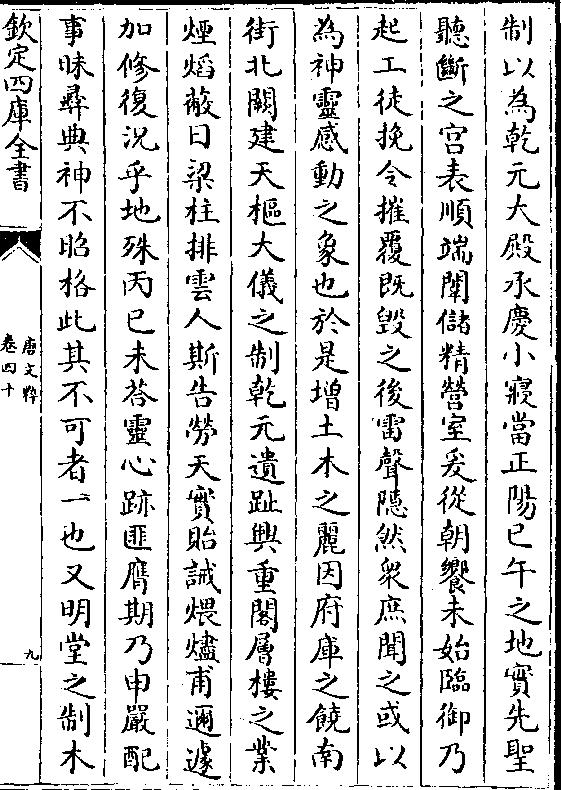 制以為乾元大殿承慶小寢當正陽巳午之地實先聖
聽斷之宫表順端闈儲精營室爰從朝饗未始臨御乃
起工徒挽令摧覆既毁之後雷聲隱然衆庶聞之或以
為神靈感動之象也於是増土木之麗因府庫之饒南
街北闕建天樞大儀之制乾元遺趾興重閣層樓之業
煙熖蔽日梁柱排雲人斯告勞天實貽誡煨燼甫邇遽
加修復況乎地殊丙巳未荅靈心跡匪膺期乃申嚴配
事昧彛典神不昭格此其不可者一也又明堂之制木
欽定四庫全書
唐文粹
卷四十
九